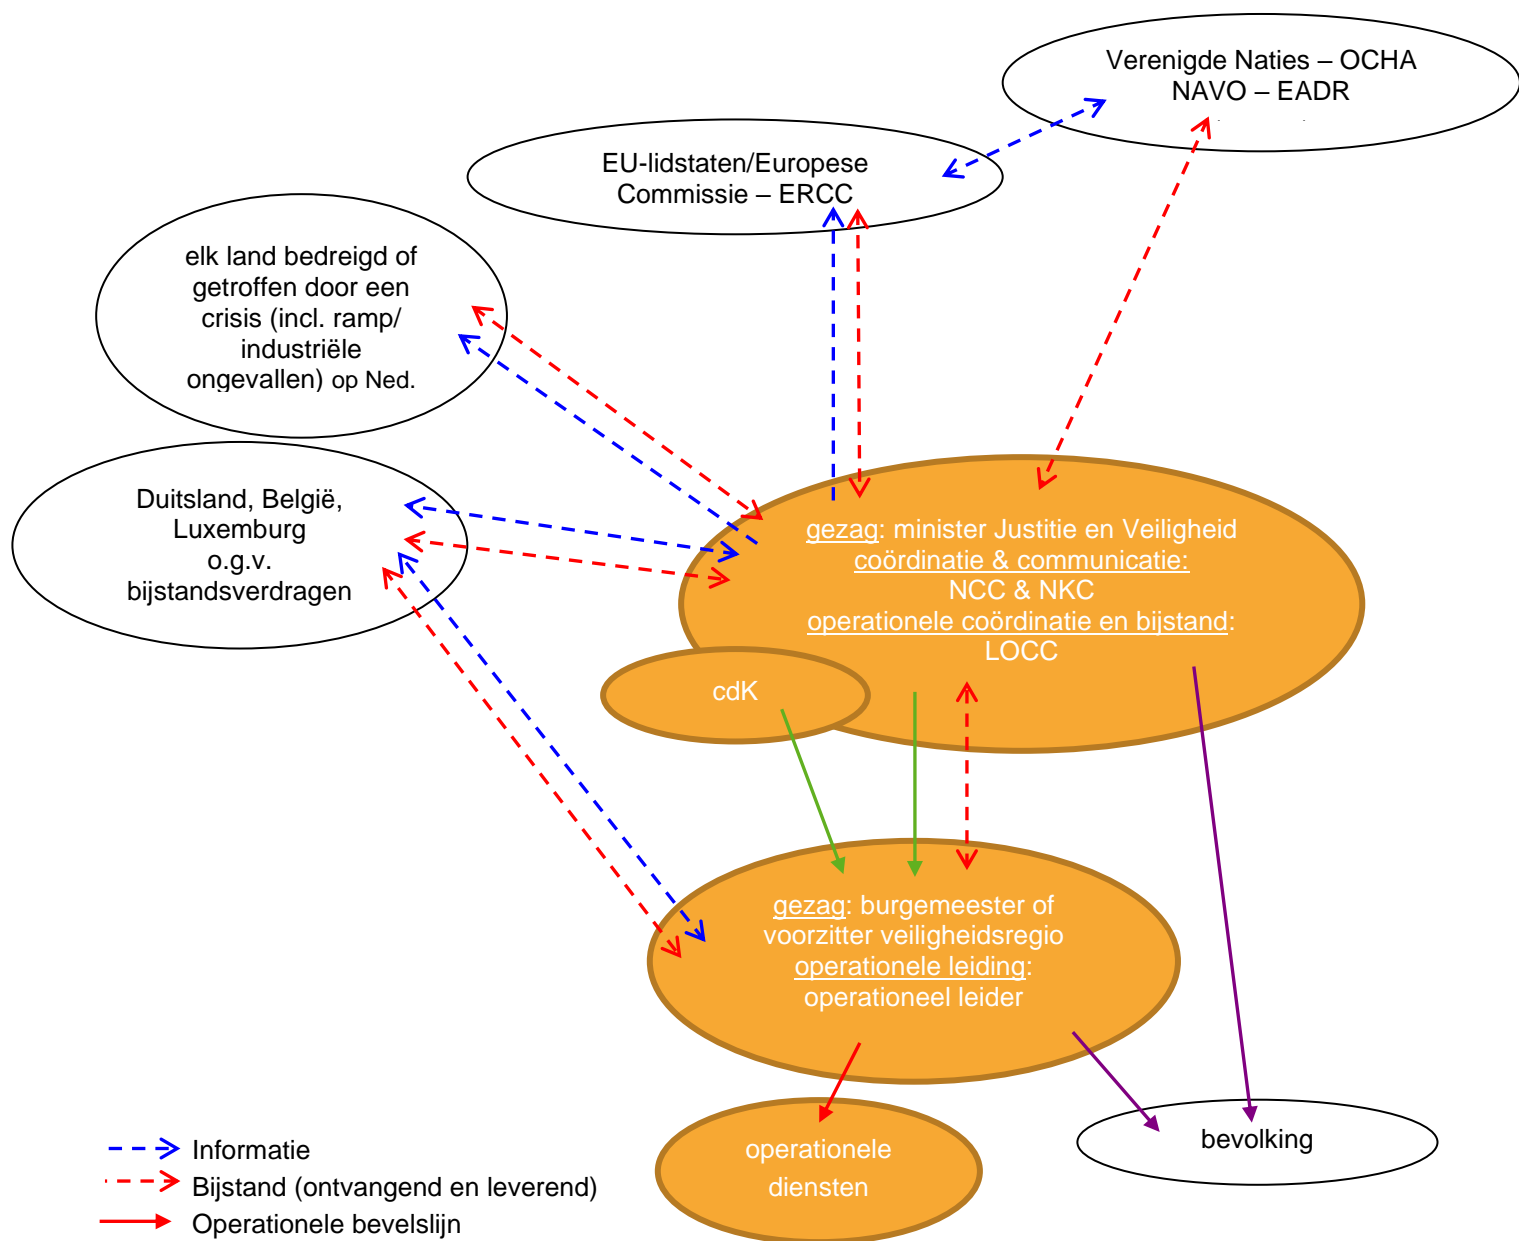 Verenigde Naties – OCHA
NAVO – EADR
EU-lidstaten/Europese
Commissie – ERCC
elk land bedreigd of
getroffen door een
crisis (incl. ramp/
industriële
ongevallen) op Ned.
Duitsland, België,
Luxemburg
o.g.v.
bijstandsverdragen
gezag: minister Justitie en Veiligheid
coördinatie & communicatie:
NCC & NKC
operationele coördinatie en bijstand:
LOCC
cdK
gezag: burgemeester of
voorzitter veiligheidsregio
operationele leiding:
operationeel leider
operationele
diensten
bevolking
Informatie
Bijstand (ontvangend en leverend)
Operationele bevelslijn